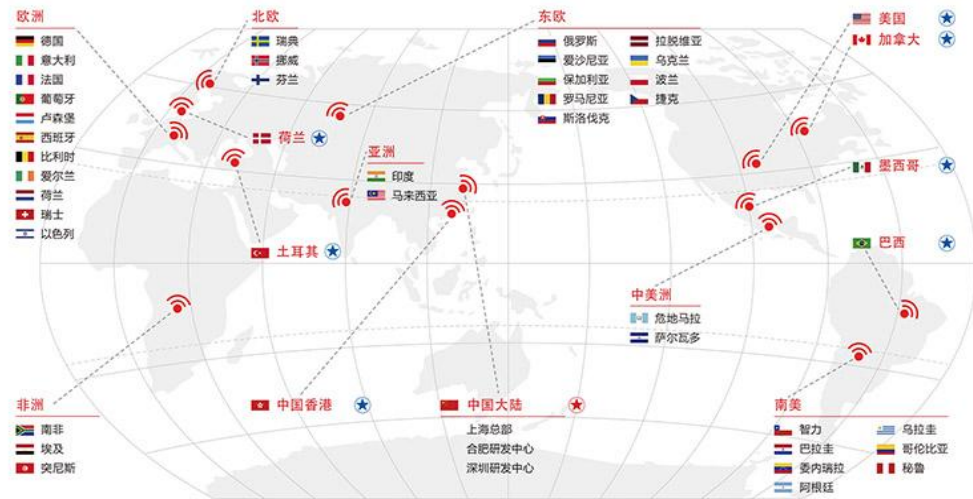 欧洲
德国
意大利
法国
葡萄牙
卢森堡
西班牙
比利时
爱尔兰
荷兰
瑞士
以色列
北欧
瑞典
挪威
芬兰
东欧
俄罗斯
爱沙尼亚
保加利亚
罗马尼亚
斯洛伐克
拉脱维亚
乌克兰
波兰
捷克
美国
加拿大
荷兰
亚洲
印度
马来西亚
墨西哥
土耳其
巴西
中美洲
危地马拉
萨尔瓦多
非洲
南非
埃及
突尼斯
中国香港
中国大陆
上海总部
合肥研发中心
深圳研发中心
南美
智力
巴拉圭
委内瑞拉
阿根廷
乌拉圭
哥伦比亚
秘鲁